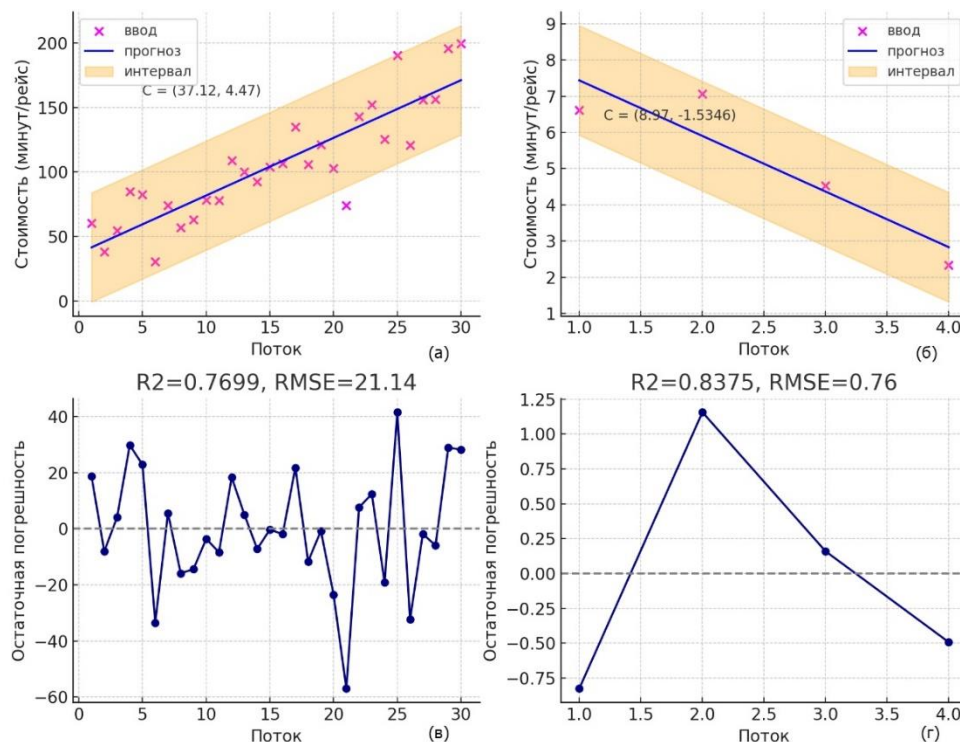 ввод
прогноз
интервал
C = (37.12, 4.47)
200
150
100
50
0
Стоимость (минут/рейс)
0 5 10 15 20 25 30
Поток
(а)
ввод
прогноз
интервал
C = (8.97, -1.5346)
9
8
7
6
5
4
3
2
1
Стоимость (минут/рейс)
1.0 1.5 2.0 2.5 3.0 3.5 4.0
Поток
(б)
R2=0.7699, RMSE=21.14
40
20
0
−20
−40
−60
Остаточная погрешность
0 5 10 15 20 25 30
Поток
(в)
R2=0.8375, RMSE=0.76
1.25
1.00
0.75
0.50
0.25
0.00
−0.25
−0.50
−0.75
Остаточная погрешность
1.0 1.5 2.0 2.5 3.0 3.5 4.0
Поток
(г)